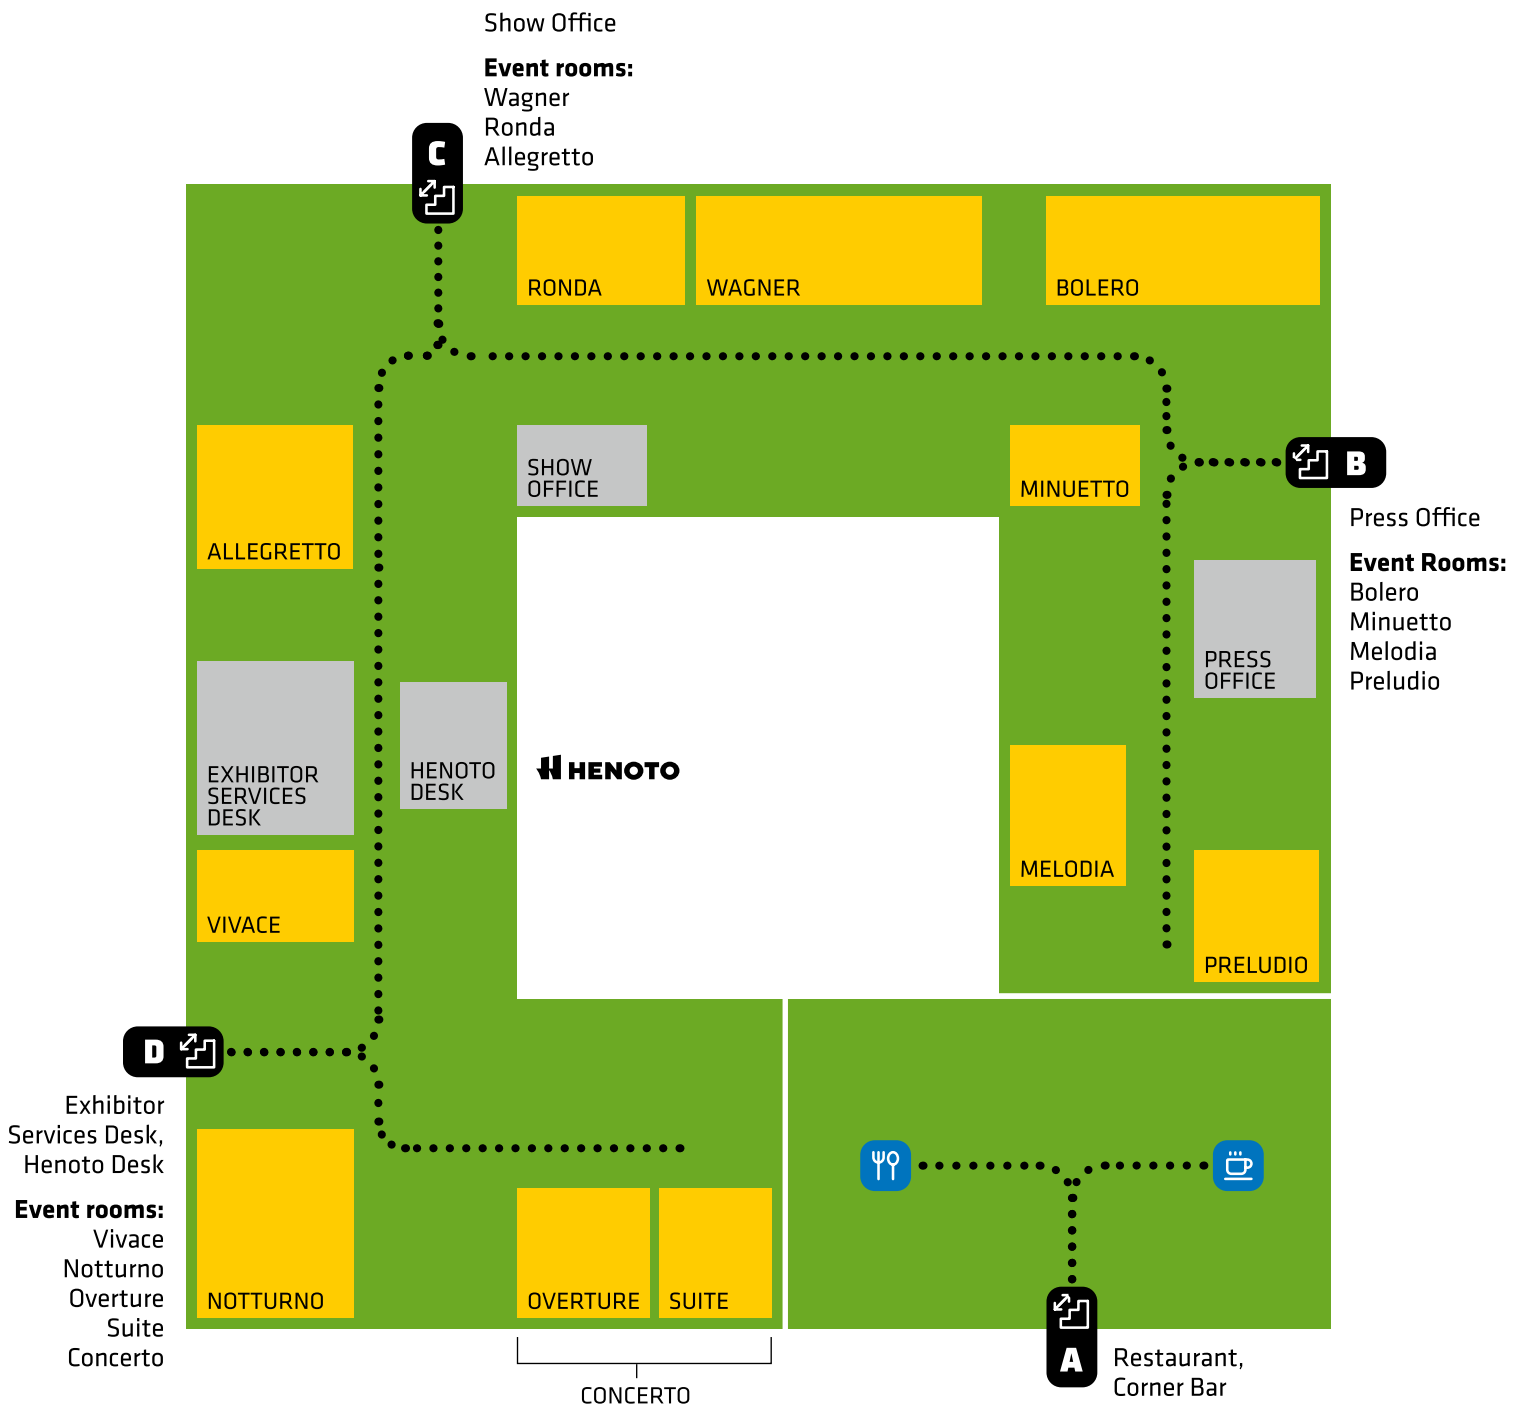 Show Office
Event rooms:
Wagner
Ronda
Allegretto
C
RONDA
WAGNER
BOLERO
ALLEGRETTO
SHOW
OFFICE
MINUETTO
B
Press Office
Event Rooms:
Bolero
Minuetto
Melodia
Preludio
PRESS
OFFICE
EXHIBITOR
SERVICES
DESK
HENOTO
DESK
HENOTO
MELODIA
VIVACE
PRELUDIO
D
Exhibitor
Services Desk,
Henoto Desk
Event rooms:
Vivace
Notturno
Overture
Suite
Concerto
NOTTURNO
OVERTURE
SUITE
CONCERTO
A
Restaurant,
Corner Bar